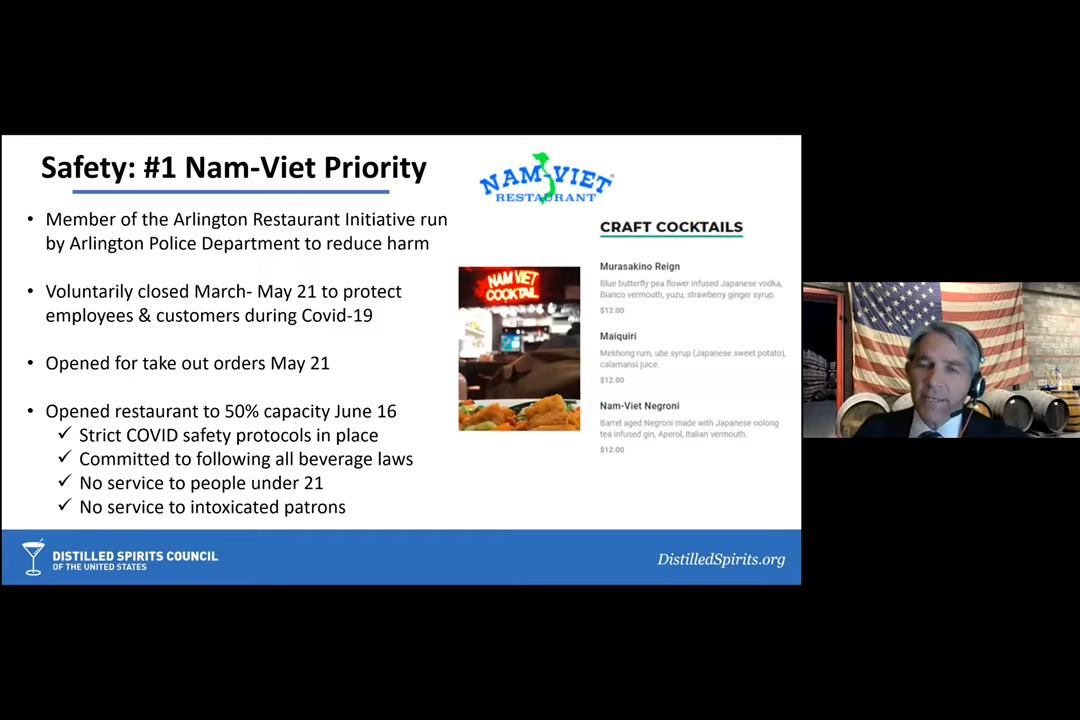 Safety: #1 Nam-Viet Priority
• Member of the Arlington Restaurant Initiative run
by Arlington Police Department to reduce harm
• Voluntarily closed March- May 21 to protect
employees & customers during Covid-19
• Opened for take out orders May 21
• Opened restaurant to 50% capacity June 16
✓ Strict COVID safety protocols in place
✓ Committed to following all beverage laws
✓ No service to people under 21
✓ No service to intoxicated patrons
NAM-VIET
RESTAURANT
NAM VIET
COCKTAIL
CRAFT COCKTAILS
Murasakino Reign
Blue butterfly pea flower infused Japanese vodka,
Bianco vermouth, yuzu, strawberry ginger syrup.
$12.00
Maiquiri
Mekhong rum, ube syrup (Japanese sweet potato),
calamansi juice.
$12.00
Nam-Viet Negroni
Barrel aged Negroni made with Japanese oolong
tea infused gin, Aperol, Italian vermouth.
$12.00
DISTILLED SPIRITS COUNCIL
OF THE UNITED STATES
DistilledSpirits.org